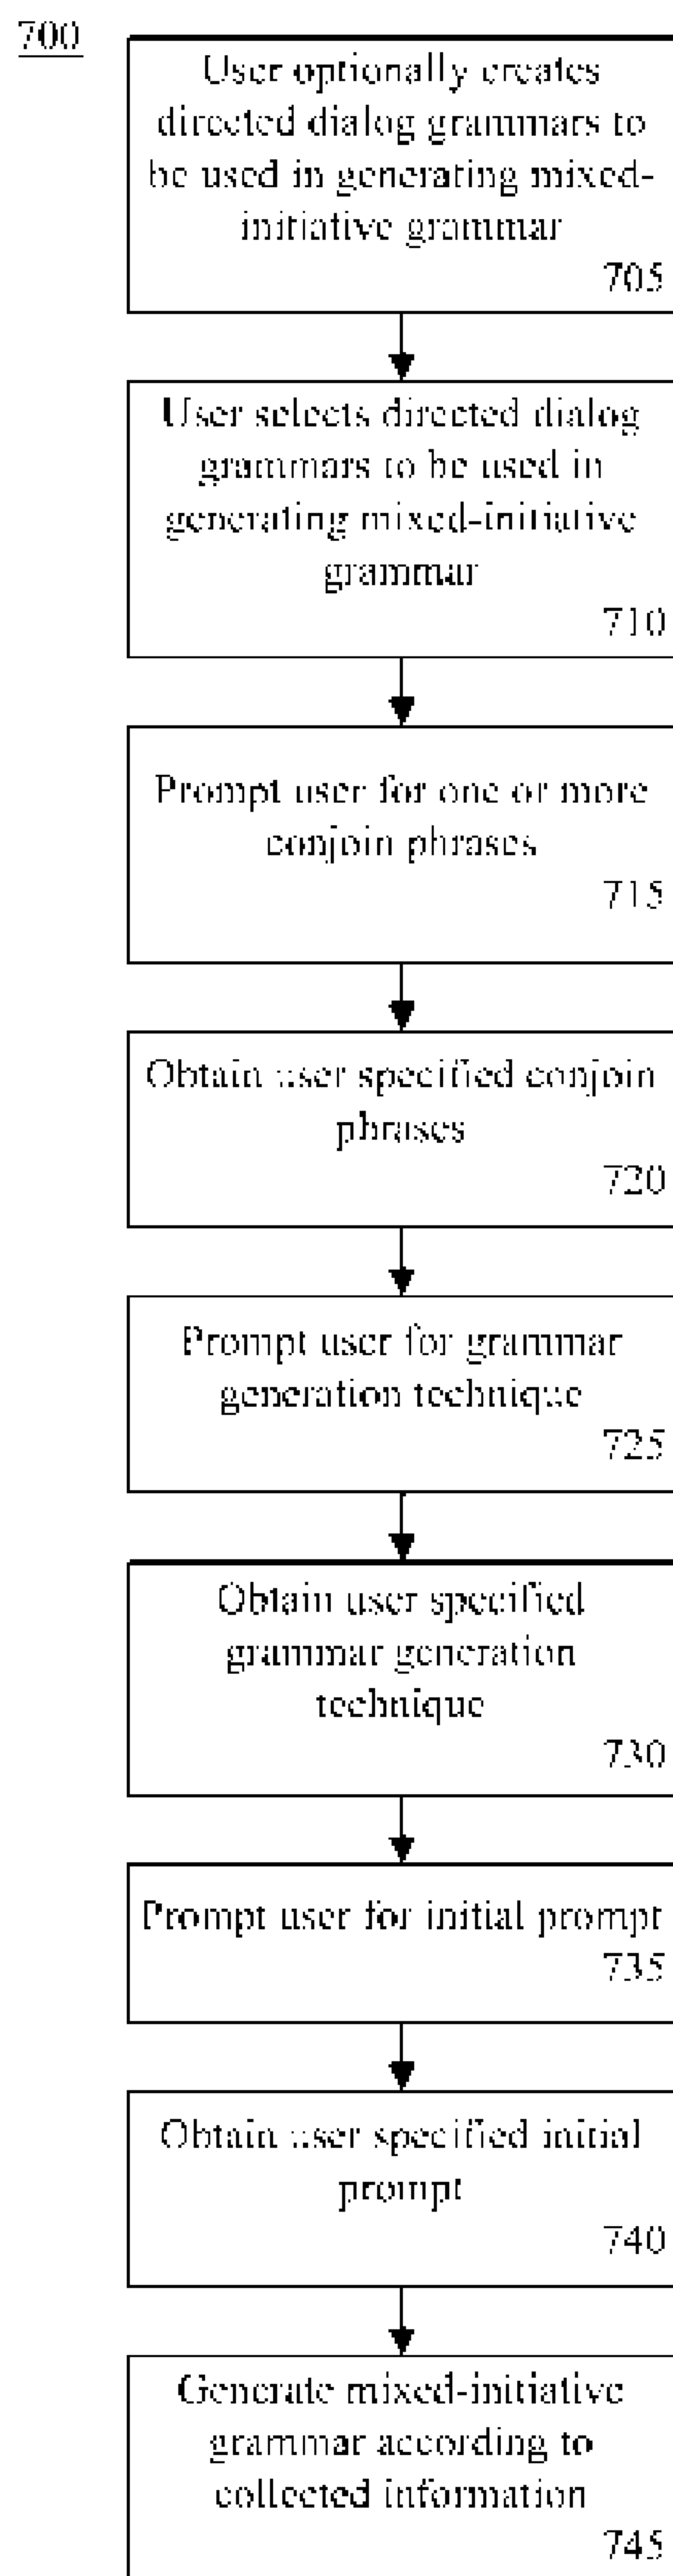 700
User optionally creates
directed dialog grammars to
be used in generating mixed-
initiative grammar
705
User selects directed dialog
grammars to be used in
generating mixed-initiative
grammar
710
Prompt user for one or more
conjoin phrases
715
Obtain user specified conjoin
phrases
720
Prompt user for grammar
generation technique
725
Obtain user specified
grammar generation
technique
730
Prompt user for initial prompt
735
Obtain user specified initial
prompt
740
Generate mixed-initiative
grammar according to
collected information
745